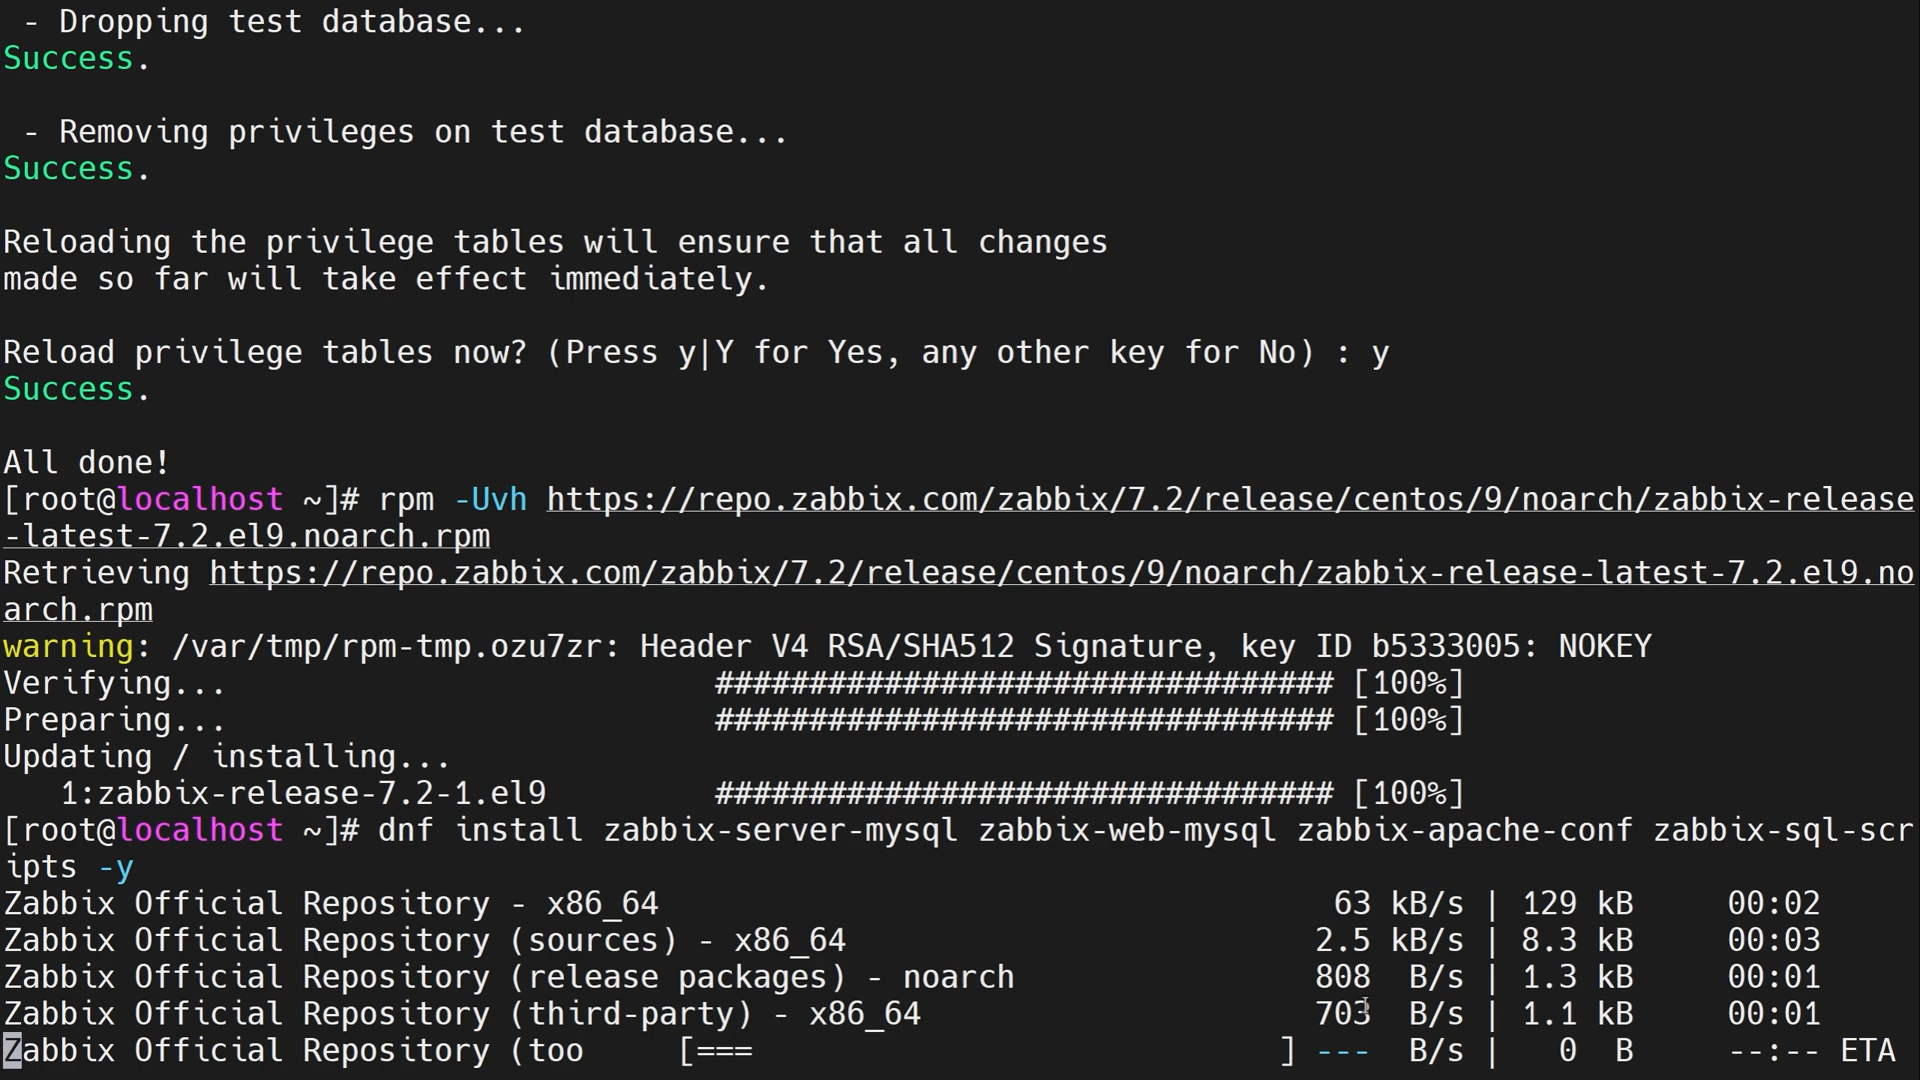 - Dropping test database...
Success.
- Removing privileges on test database...
Success.
Reloading the privilege tables will ensure that all changes
made so far will take effect immediately.
Reload privilege tables now? (Press y|Y for Yes, any other key for No) : y
Success.
All done!
[root@localhost ~]# rpm -Uvh https://repo.zabbix.com/zabbix/7.2/release/centos/9/noarch/zabbix-release
-latest-7.2.el9.noarch.rpm
Retrieving https://repo.zabbix.com/zabbix/7.2/release/centos/9/noarch/zabbix-release-latest-7.2.el9.no
arch.rpm
warning: /var/tmp/rpm-tmp.ozu7zr: Header V4 RSA/SHA512 Signature, key ID b5333005: NOKEY
Verifying... ################################# [100%]
Preparing... ################################# [100%]
Updating / installing...
1:zabbix-release-7.2-1.el9 ################################# [100%]
[root@localhost ~]# dnf install zabbix-server-mysql zabbix-web-mysql zabbix-apache-conf zabbix-sql-scr
ipts -y
Zabbix Official Repository - x86_64 63 kB/s | 129 kB 00:02
Zabbix Official Repository (sources) - x86_64 2.5 kB/s | 8.3 kB 00:03
Zabbix Official Repository (release packages) - noarch 808 B/s | 1.3 kB 00:01
Zabbix Official Repository (third-party) - x86_64 703 B/s | 1.1 kB 00:01
Zabbix Official Repository (too [=== ] --- B/s | 0 B --:-- ETA